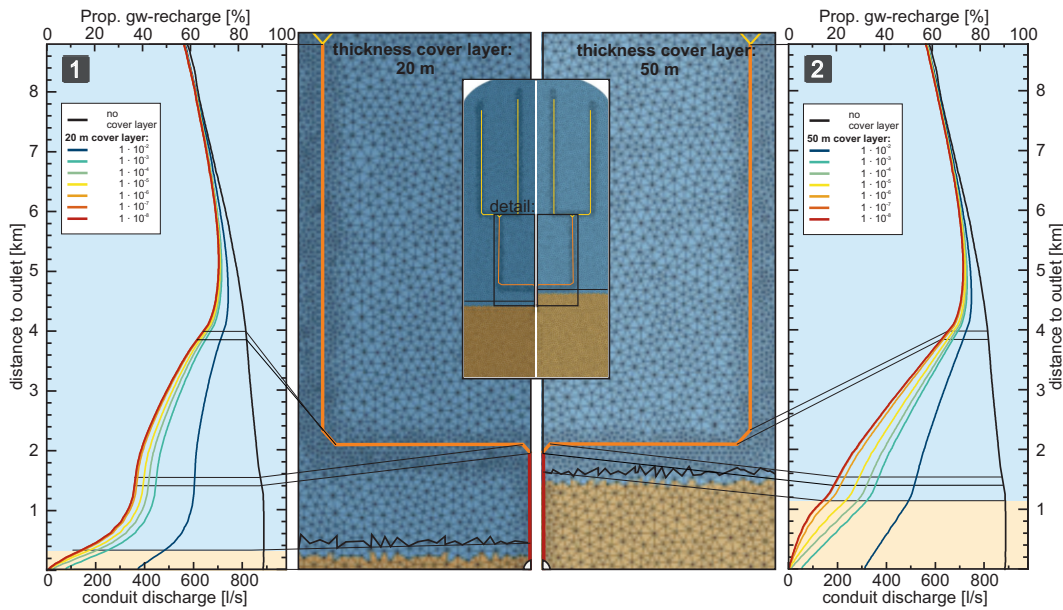 Prop. gw-recharge [%]
0 20 40 60 80 100
1
no
cover layer
20 m cover layer:
1 · 10⁻²
1 · 10⁻³
1 · 10⁻⁴
1 · 10⁻⁵
1 · 10⁻⁶
1 · 10⁻⁷
1 · 10⁻⁸
distance to outlet [km]
8
7
6
5
4
3
2
1
0 200 400 600 800
conduit discharge [l/s]
thickness cover layer:
20 m
thickness cover layer:
50 m
detail:
Prop. gw-recharge [%]
0 20 40 60 80 100
2
no
cover layer
50 m cover layer:
1 · 10⁻²
1 · 10⁻³
1 · 10⁻⁴
1 · 10⁻⁵
1 · 10⁻⁶
1 · 10⁻⁷
1 · 10⁻⁸
8
7
6
5
4
3
2
1
distance to outlet [km]
0 200 400 600 800
conduit discharge [l/s]